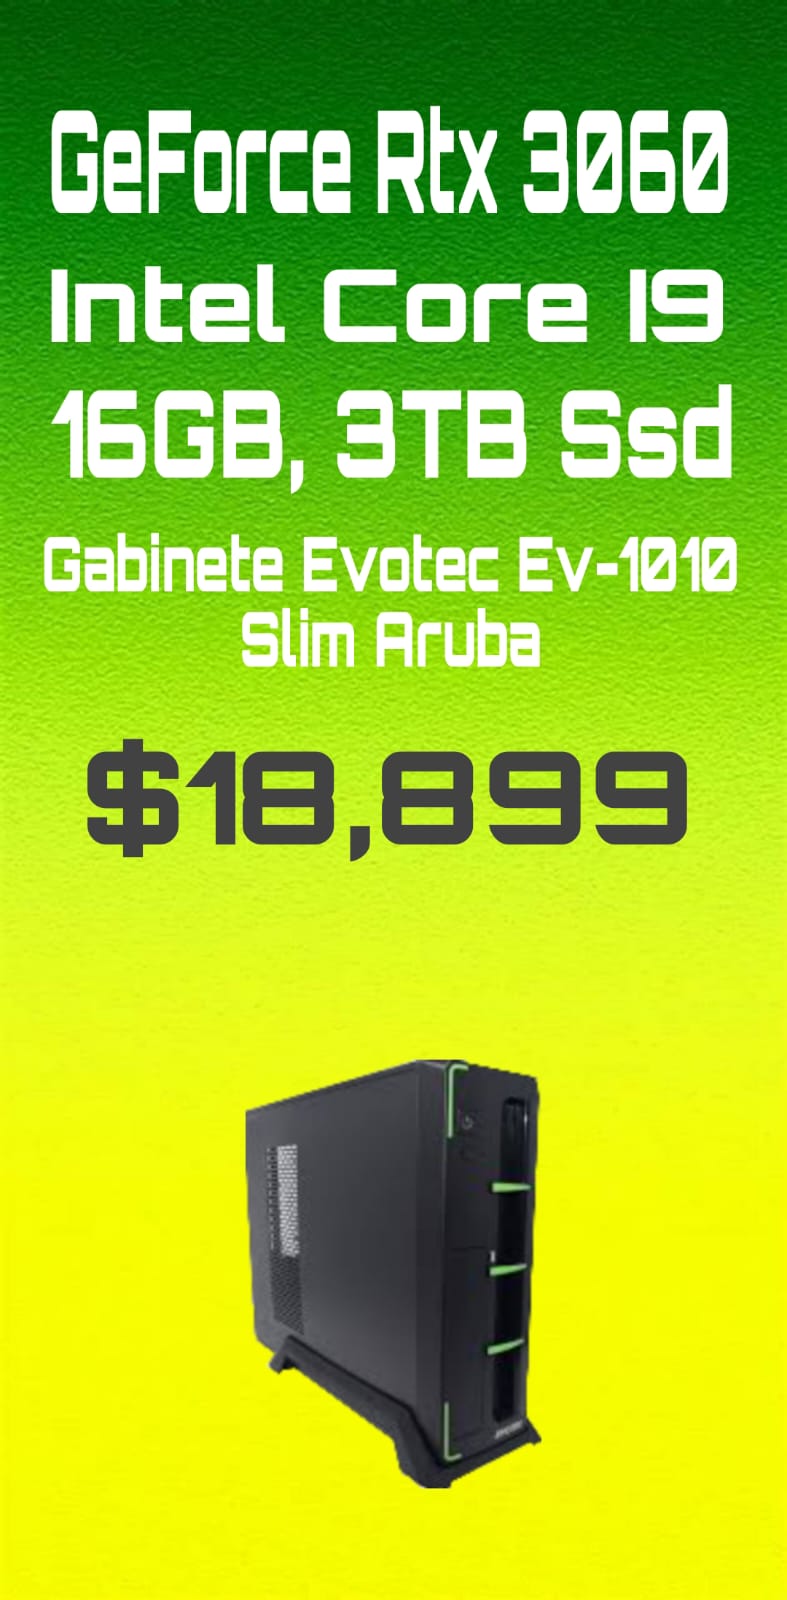 GeForce Rtx 3060
Intel Core I9
16GB, 3TB Ssd
Gabinete Evotec Ev-1010
Slim Aruba
$18,899